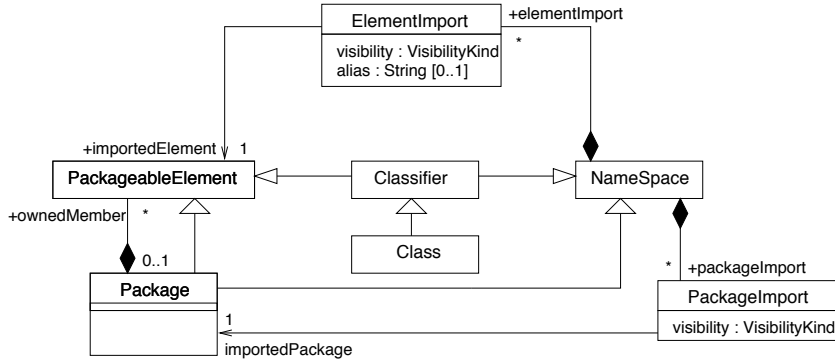 ElementImport
+elementImport
visibility : VisibilityKind
*
alias : String [0..1]
+importedElement
1
PackageableElement
Classifier
NameSpace
+ownedMember
*
Class
0..1
*
+packageImport
Package
PackageImport
1
visibility : VisibilityKind
importedPackage